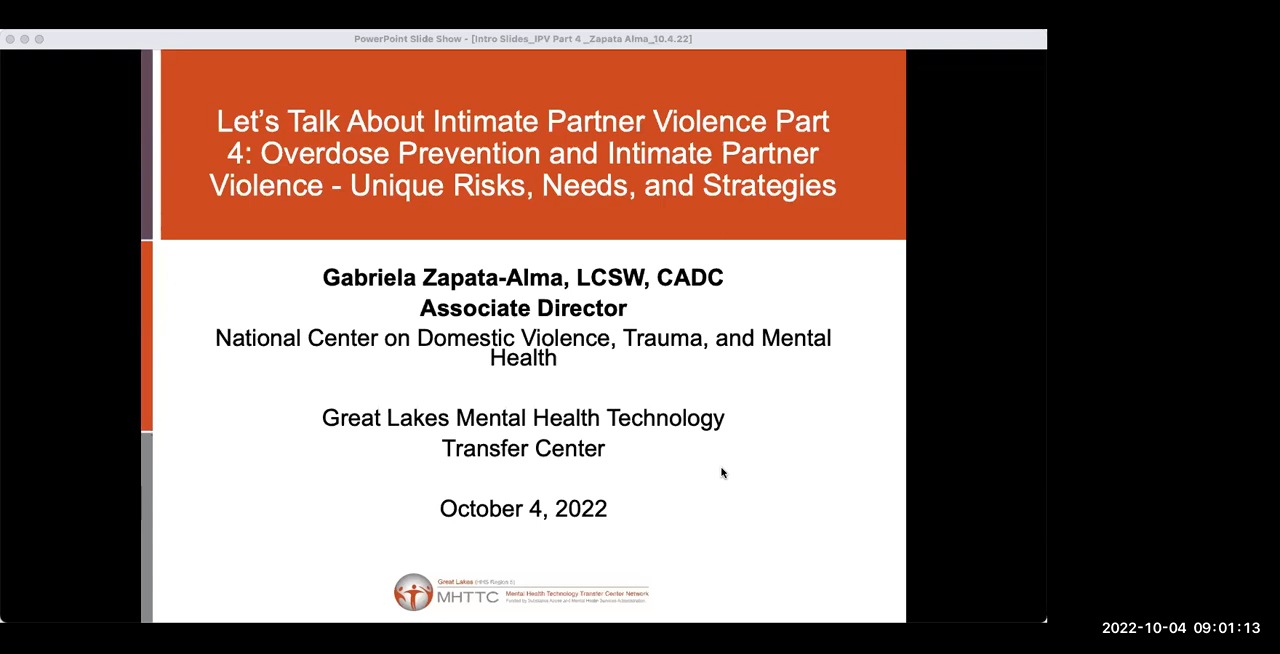 PowerPoint Slide Show - [Intro Slides_IPV Part 4 _Zapata Alma_10.4.22]
Let's Talk About Intimate Partner Violence Part
4: Overdose Prevention and Intimate Partner
Violence - Unique Risks, Needs, and Strategies
Gabriela Zapata-Alma, LCSW, CADC
Associate Director
National Center on Domestic Violence, Trauma, and Mental
Health
Great Lakes Mental Health Technology
Transfer Center
October 4, 2022
Great Lakes (HHS Region 5)
MHTTC
Mental Health Technology Transfer Center Network
Funded by Substance Abuse and Mental Health Services Administration
2022-10-04 09:01:13